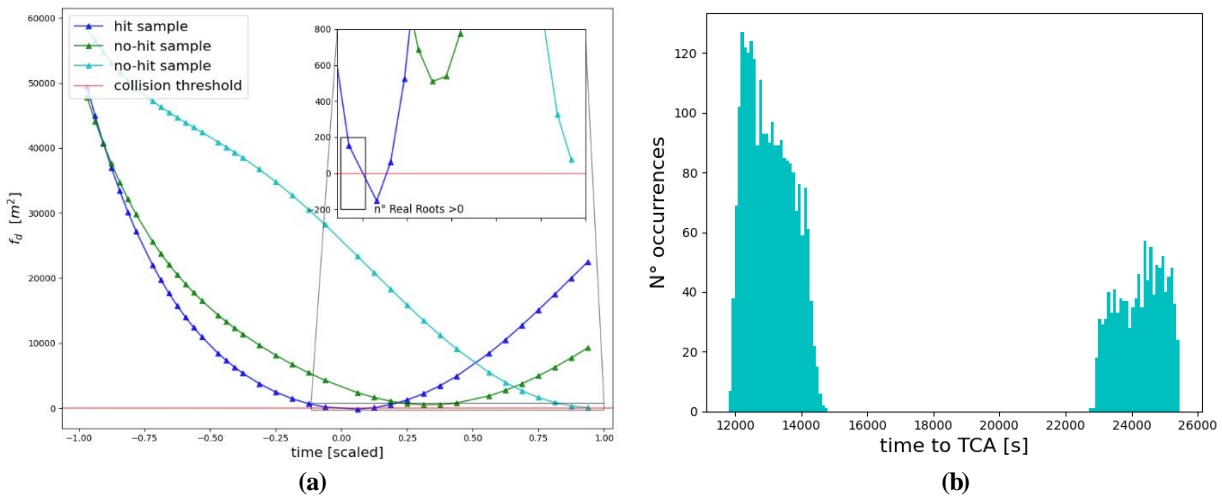 hit sample
no-hit sample
no-hit sample
collision threshold
60000
50000
40000
30000
20000
10000
0
f_d [m²]
-1.00 -0.75 -0.50 -0.25 0.00 0.25 0.50 0.75 1.00
time [scaled]
800
600
400
200
0
-200
n° Real Roots >0
(a)
120
100
80
60
40
20
0
N° occurrences
12000 14000 16000 18000 20000 22000 24000 26000
time to TCA [s]
(b)